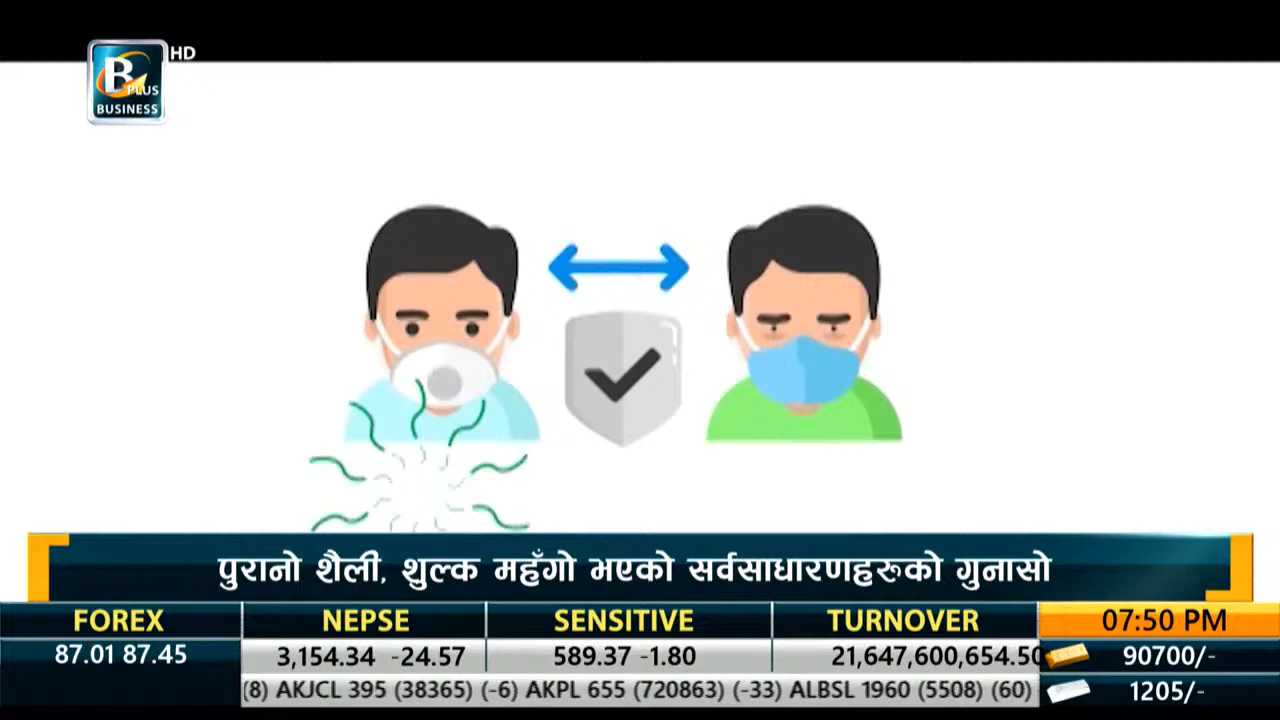 HD
B
PLUS
BUSINESS
पुरानो शैली, शुल्क महँगो भएको सर्वसाधारणहरुको गुनासो
FOREX NEPSE SENSITIVE TURNOVER 07:50 PM
87.01 87.45 3,154.34 -24.57 589.37 -1.80 21,647,600,654.50 90700/-
(8) AKJCL 395 (38365) (-6) AKPL 655 (720863) (-33) ALBSL 1960 (5508) (60) 1205/-